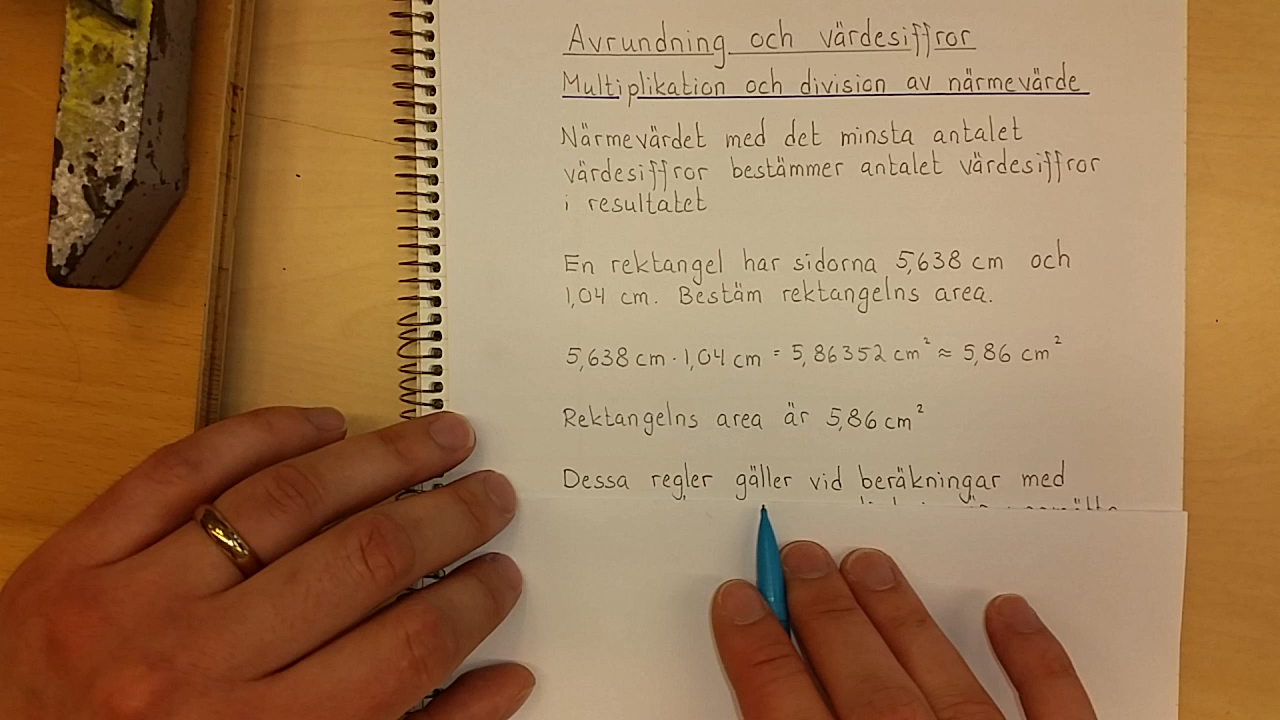 Avrundning och värdesiffror
Multiplikation och division av närmevärde
Närmevärdet med det minsta antalet
värdesiffror bestämmer antalet värdesiffror
i resultatet
En rektangel har sidorna 5,638 cm och
1,04 cm. Bestäm rektangelns area.
5,638 cm · 1,04 cm = 5,86352 cm² ≈ 5,86 cm²
Rektangelns area är 5,86 cm²
Dessa regler gäller vid beräkningar med